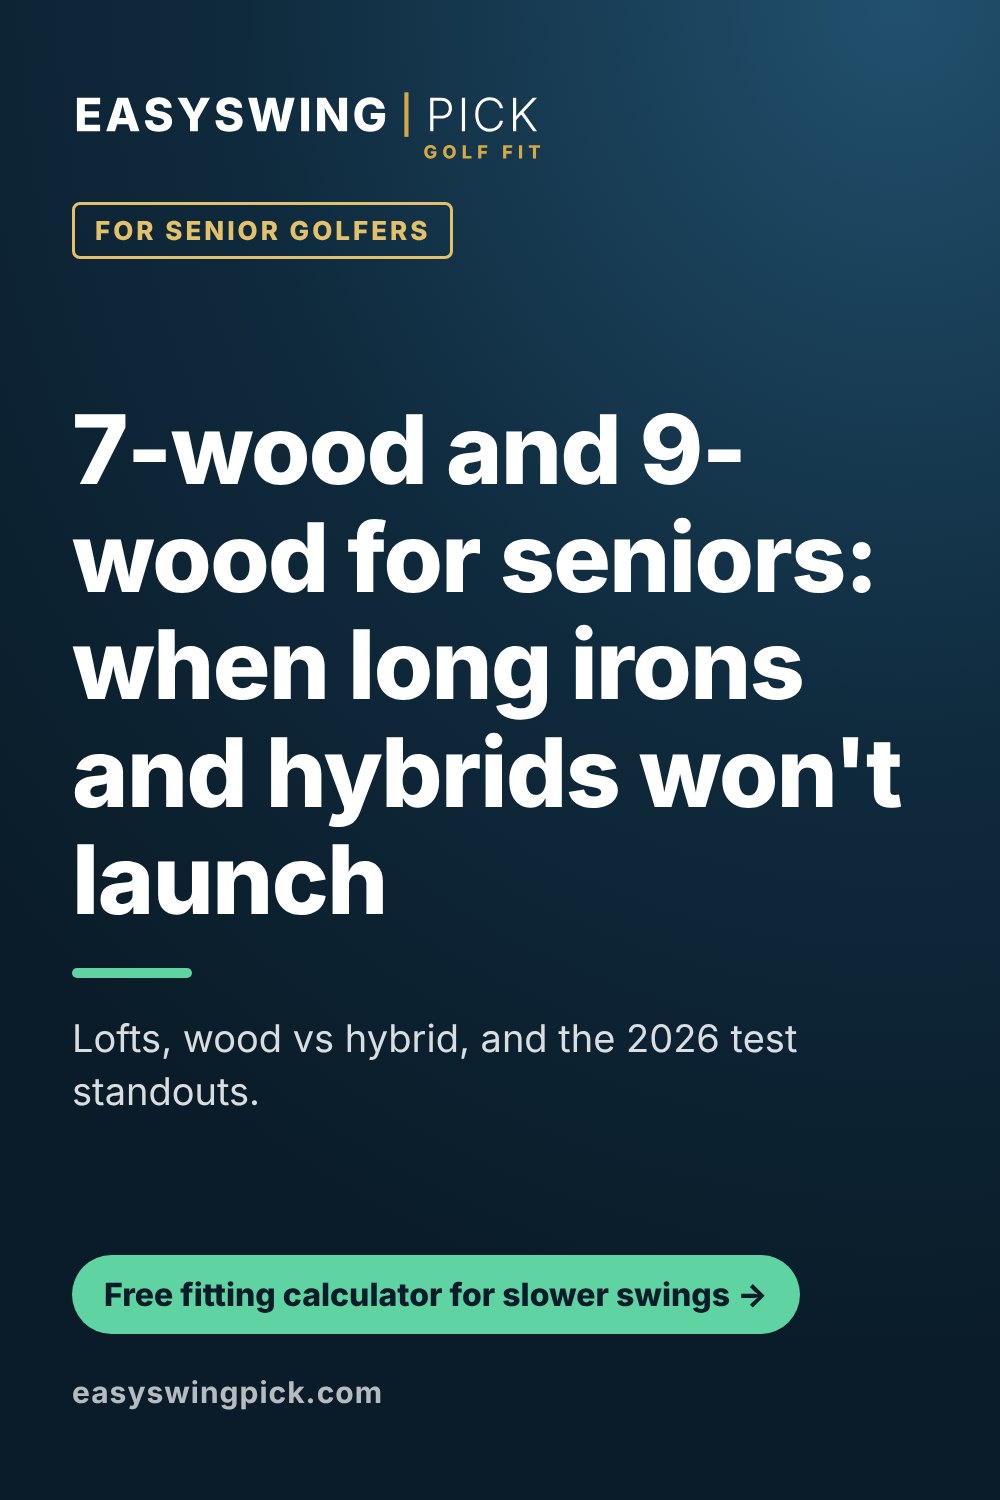 EASYSWING | PICK
GOLF FIT
FOR SENIOR GOLFERS
7-wood and 9-
wood for seniors:
when long irons
and hybrids won't
launch
Lofts, wood vs hybrid, and the 2026 test
standouts.
Free fitting calculator for slower swings →
easyswingpick.com